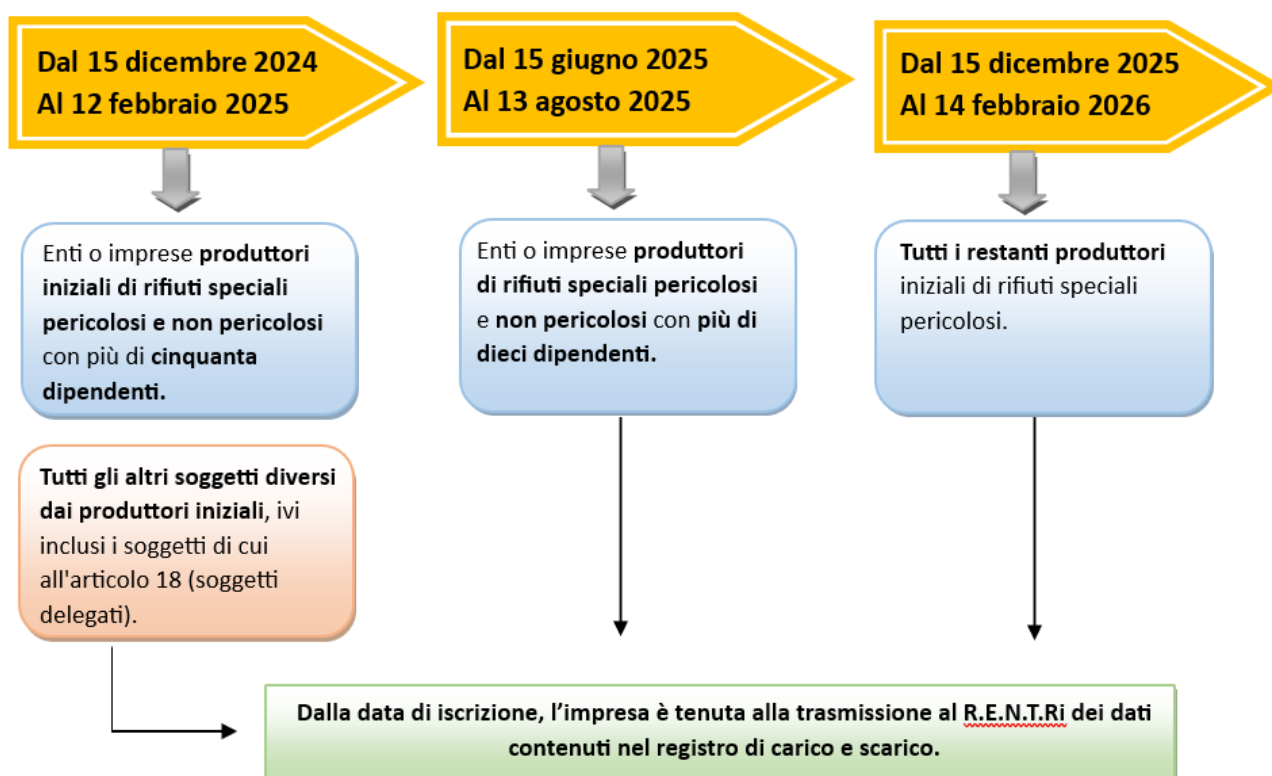 Dal 15 dicembre 2024
Al 12 febbraio 2025
Enti o imprese produttori
iniziali di rifiuti speciali
pericolosi e non pericolosi
con più di cinquanta
dipendenti.
Tutti gli altri soggetti diversi
dai produttori iniziali, ivi
inclusi i soggetti di cui
all'articolo 18 (soggetti
delegati).
Dal 15 giugno 2025
Al 13 agosto 2025
Enti o imprese produttori
di rifiuti speciali pericolosi
e non pericolosi con più di
dieci dipendenti.
Dal 15 dicembre 2025
Al 14 febbraio 2026
Tutti i restanti produttori
iniziali di rifiuti speciali
pericolosi.
Dalla data di iscrizione, l’impresa è tenuta alla trasmissione al R.E.N.T.Ri dei dati
contenuti nel registro di carico e scarico.